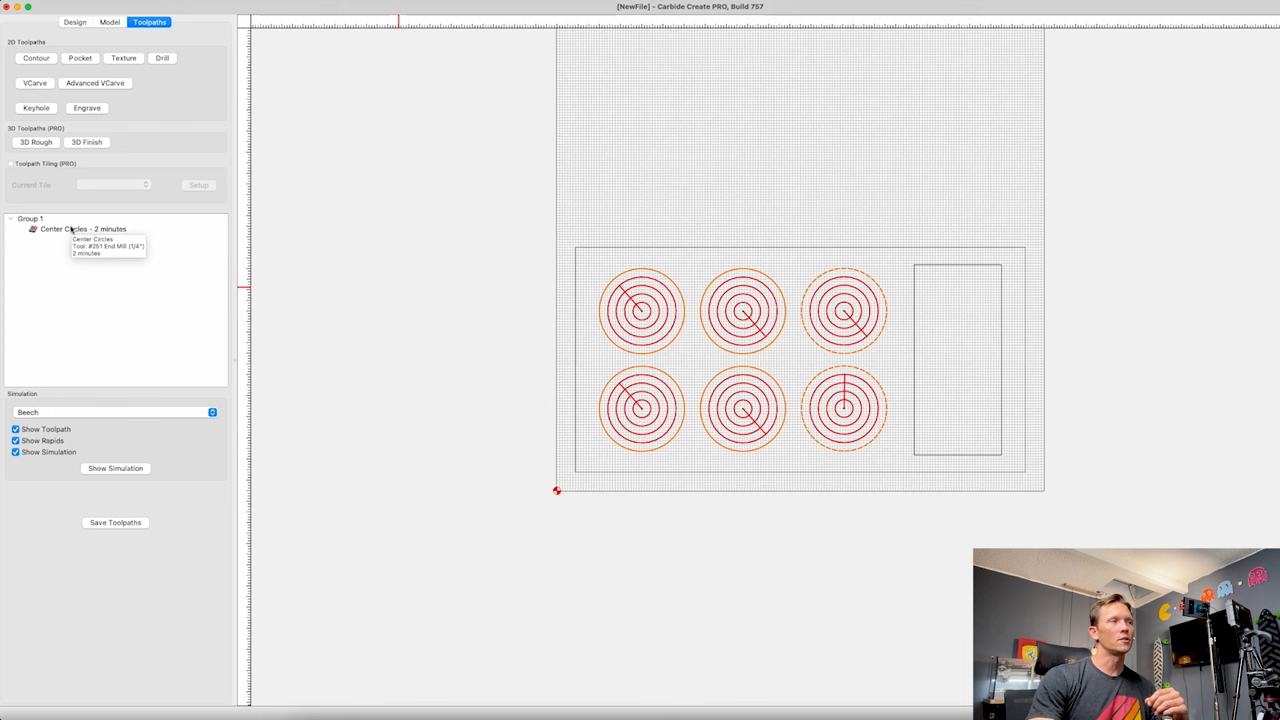 [NewFile] - Carbide Create PRO, Build 757
Design
Model
Toolpaths
2D Toolpaths
Contour
Pocket
Texture
Drill
VCarve
Advanced VCarve
Keyhole
Engrave
3D Toolpaths (PRO)
3D Rough
3D Finish
Toolpath Tiling (PRO)
Current Tile
Setup
Group 1
Center Circles - 2 minutes
Center Circles
Tool: #251 End Mill (1/4")
2 minutes
Simulation
Beech
Show Toolpath
Show Rapids
Show Simulation
Show Simulation
Save Toolpaths